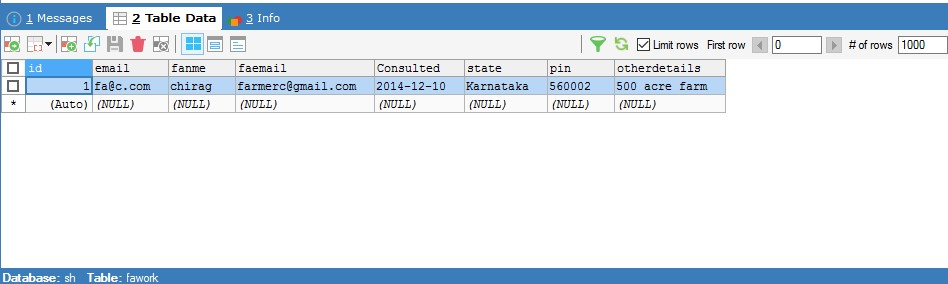 1 Messages 2 Table Data 3 Info
Limit rows First row 0 # of rows 1000
id email fanme faemail Consulted state pin otherdetails
1 fa@c.com chirag farmerc@gmail.com 2014-12-10 Karnataka 560002 500 acre farm
* (Auto) (NULL) (NULL) (NULL) (NULL) (NULL) (NULL) (NULL)
Database: sh Table: fawork